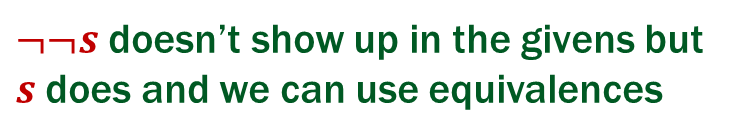 ¬¬s doesn’t show up in the givens but
s does and we can use equivalences